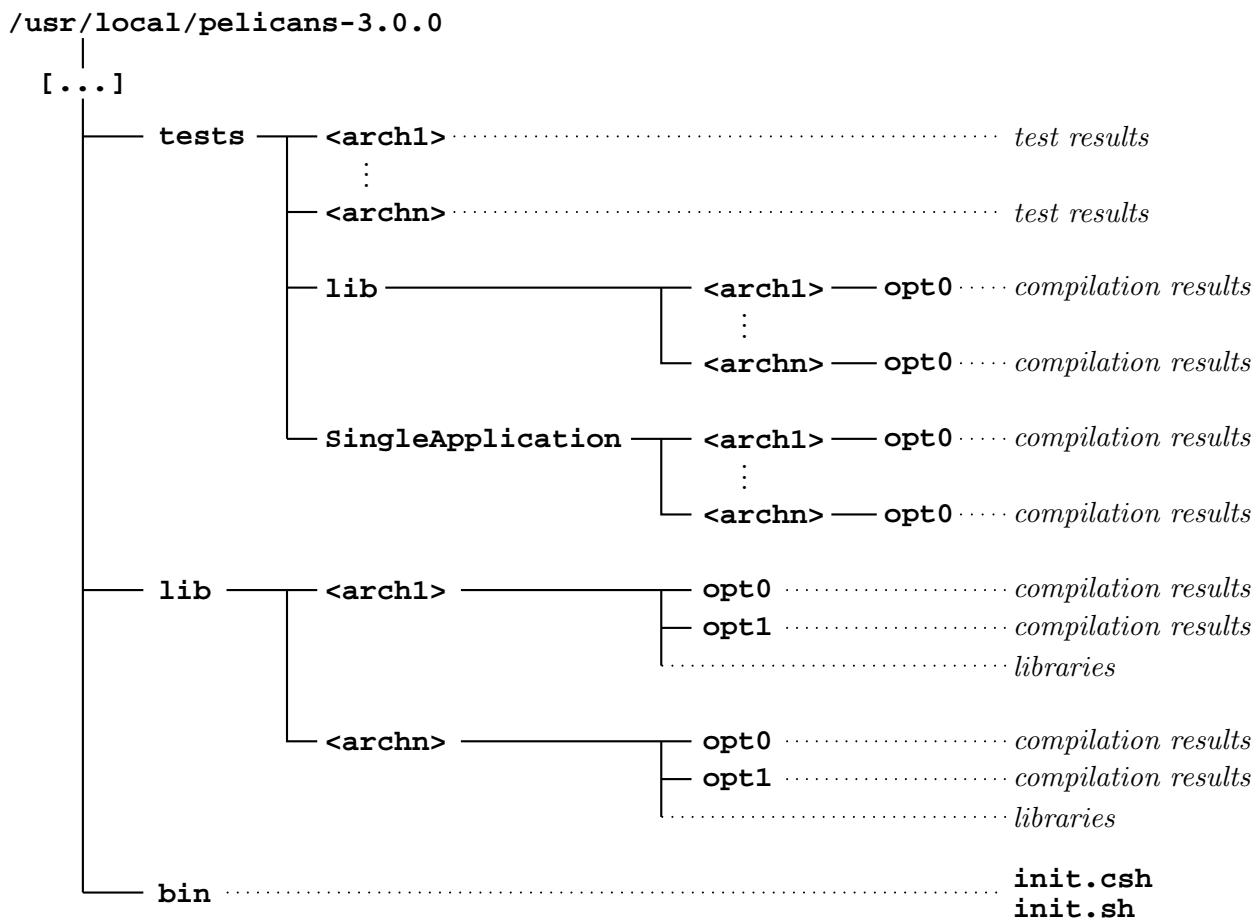 /usr/local/pelicans-3.0.0
[...]
tests <arch1> test results
<archn> test results
lib <arch1> opt0 compilation results
<archn> opt0 compilation results
SingleApplication <arch1> opt0 compilation results
<archn> opt0 compilation results
lib <arch1> opt0 compilation results
opt1 compilation results
libraries
<archn> opt0 compilation results
opt1 compilation results
libraries
bin init.csh
init.sh